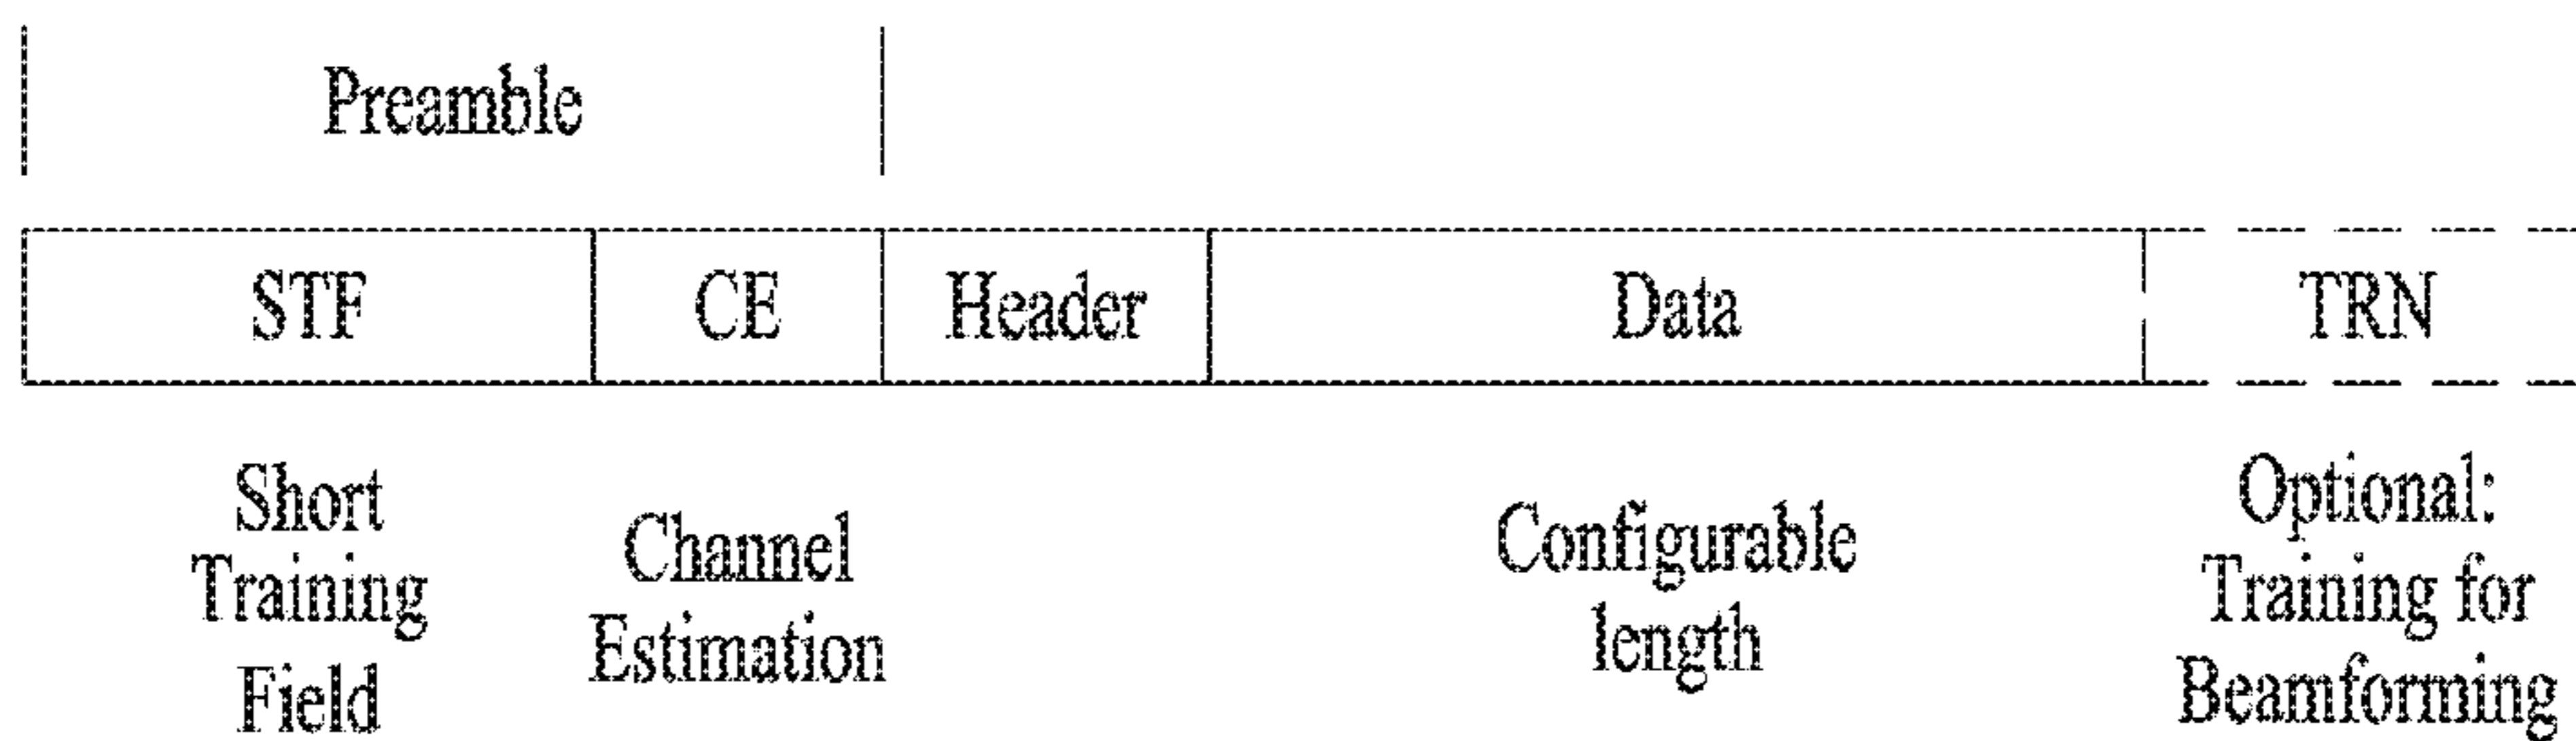 Preamble
STF CE Header Data TRN
Short
Training
Field
Channel
Estimation
Configurable
length
Optional:
Training for
Beamforming